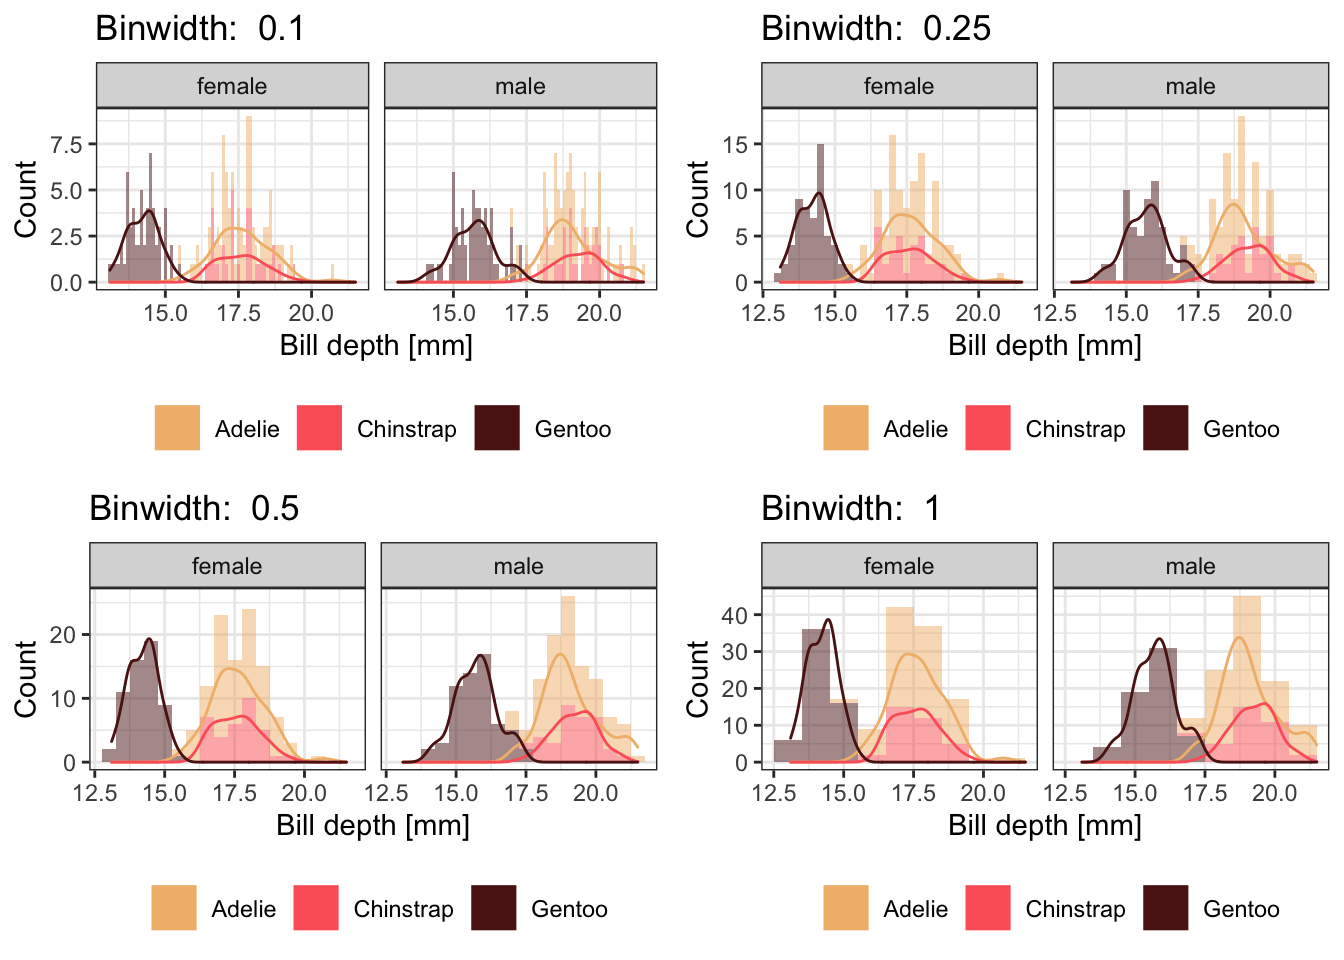 Binwidth:  0.1
female male
7.5
5.0
2.5
0.0
Count
15.0 17.5 20.0 15.0 17.5 20.0
Bill depth [mm]
Adelie Chinstrap Gentoo
Binwidth:  0.25
female male
15
10
5
0
Count
12.5 15.0 17.5 20.0 12.5 15.0 17.5 20.0
Bill depth [mm]
Adelie Chinstrap Gentoo
Binwidth:  0.5
female male
20
10
0
Count
12.5 15.0 17.5 20.0 12.5 15.0 17.5 20.0
Bill depth [mm]
Adelie Chinstrap Gentoo
Binwidth:  1
female male
40
30
20
10
0
Count
12.5 15.0 17.5 20.0 12.5 15.0 17.5 20.0
Bill depth [mm]
Adelie Chinstrap Gentoo